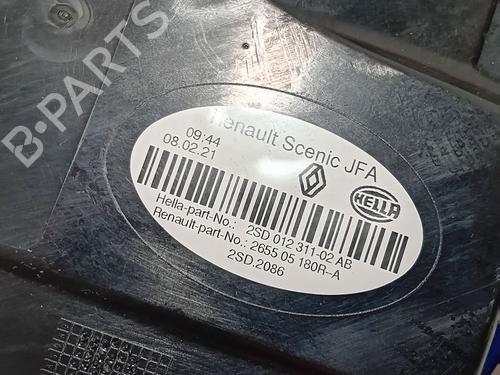 B-PARTS
Renault Scenic JFA
09:44
08.02.21
HELLA
Hella-part-No.: 2SD 012 311-02 AB
Renault-part-No.: 2655 05 180R-A
2SD.2086